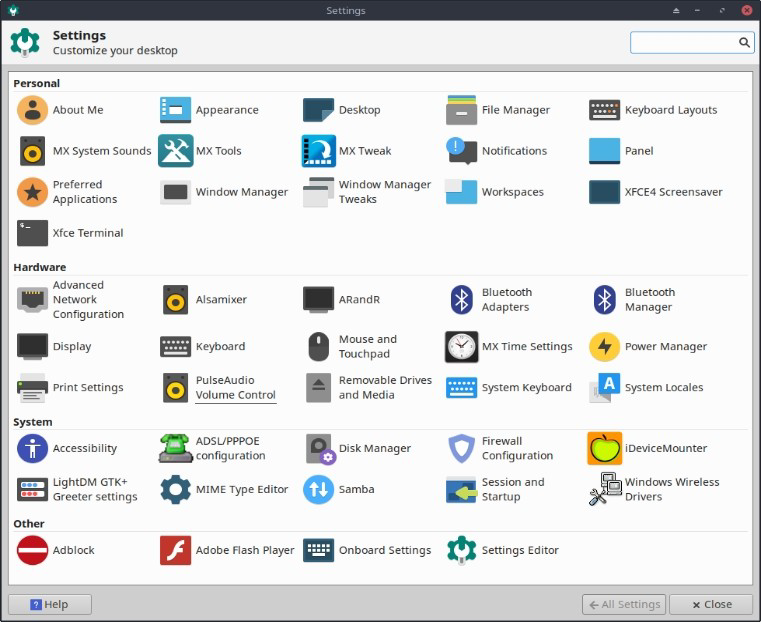 Settings
Settings
Customize your desktop
Personal
About Me
Appearance
Desktop
File Manager
Keyboard Layouts
MX System Sounds
MX Tools
MX Tweak
Notifications
Panel
Preferred
Applications
Window Manager
Window Manager
Tweaks
Workspaces
XFCE4 Screensaver
Xfce Terminal
Hardware
Advanced
Network
Configuration
Alsamixer
ARandR
Bluetooth
Adapters
Bluetooth
Manager
Display
Keyboard
Mouse and
Touchpad
MX Time Settings
Power Manager
Print Settings
PulseAudio
Volume Control
Removable Drives
and Media
System Keyboard
A
System Locales
System
Accessibility
ADSL/PPPOE
configuration
Disk Manager
Firewall
Configuration
iDeviceMounter
LightDM GTK+
Greeter settings
MIME Type Editor
Samba
Session and
Startup
Windows Wireless
Drivers
Other
Adblock
Adobe Flash Player
Onboard Settings
Settings Editor
? Help
All Settings
Close